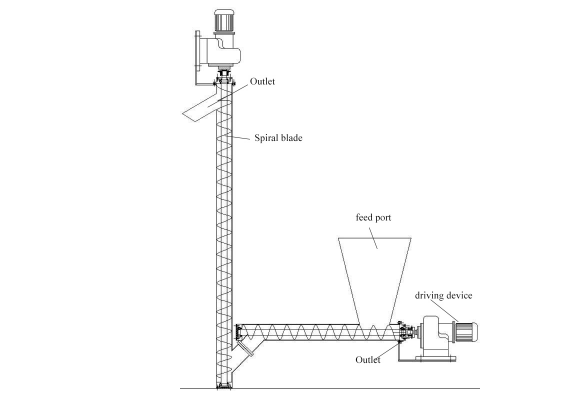 Outlet
Spiral blade
feed port
driving device
Outlet